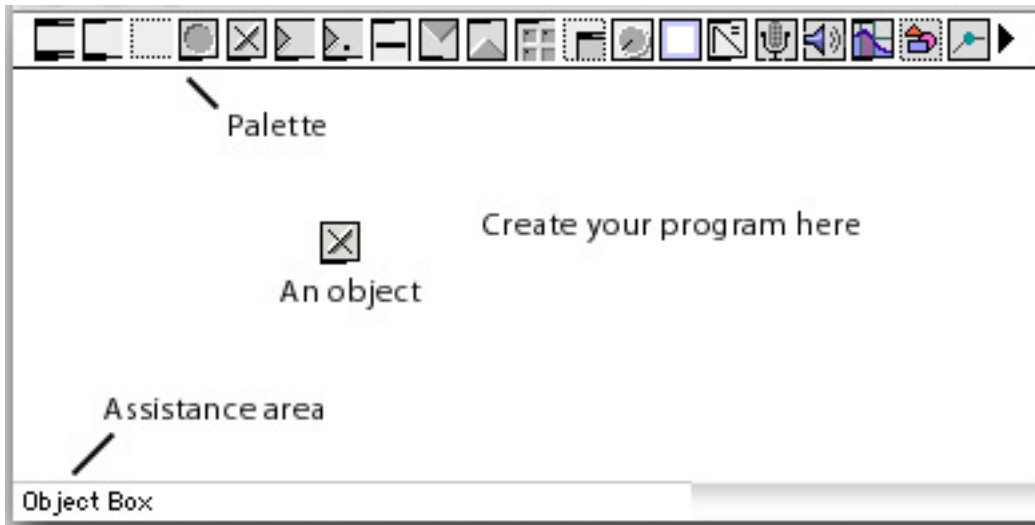 Palette
Create your program here
An object
Assistance area
Object Box